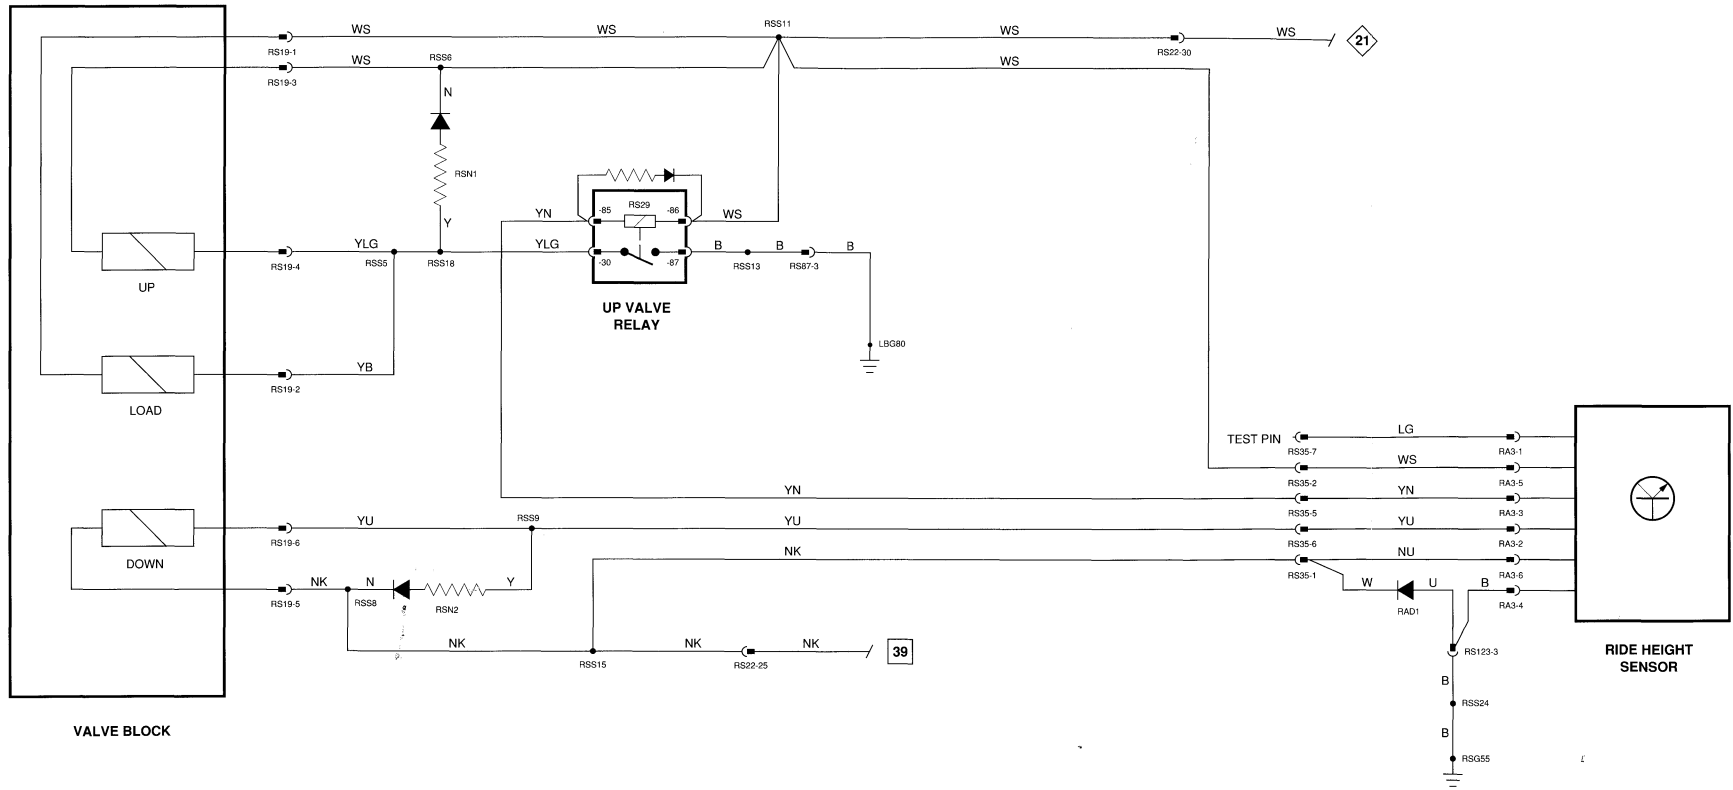 WS
WS
RSS11
WS
WS
21
RS19-1
RS22-30
WS
RSS6
WS
RS19-3
N
RSN1
Y
RS29
-85
-86
YN
WS
YLG
YLG
B
B
B
RS19-4
RSS5
RSS18
-30
-87
RSS13
RS87-3
UP
UP VALVE
RELAY
LBG80
YB
RS19-2
LOAD
TEST PIN
LG
RS35-7
RA3-1
WS
RS35-2
RA3-5
YN
YN
RS35-5
RA3-3
YU
RSS9
YU
YU
RS19-6
RS35-6
RA3-2
DOWN
NK
NU
RS35-1
RA3-6
NK
N
Y
W
U
B
RS19-5
RSS8
RSN2
RAD1
RA3-4
NK
NK
NK
39
RSS15
RS22-25
RS123-3
RIDE HEIGHT
SENSOR
B
RSS24
VALVE BLOCK
B
RSG55